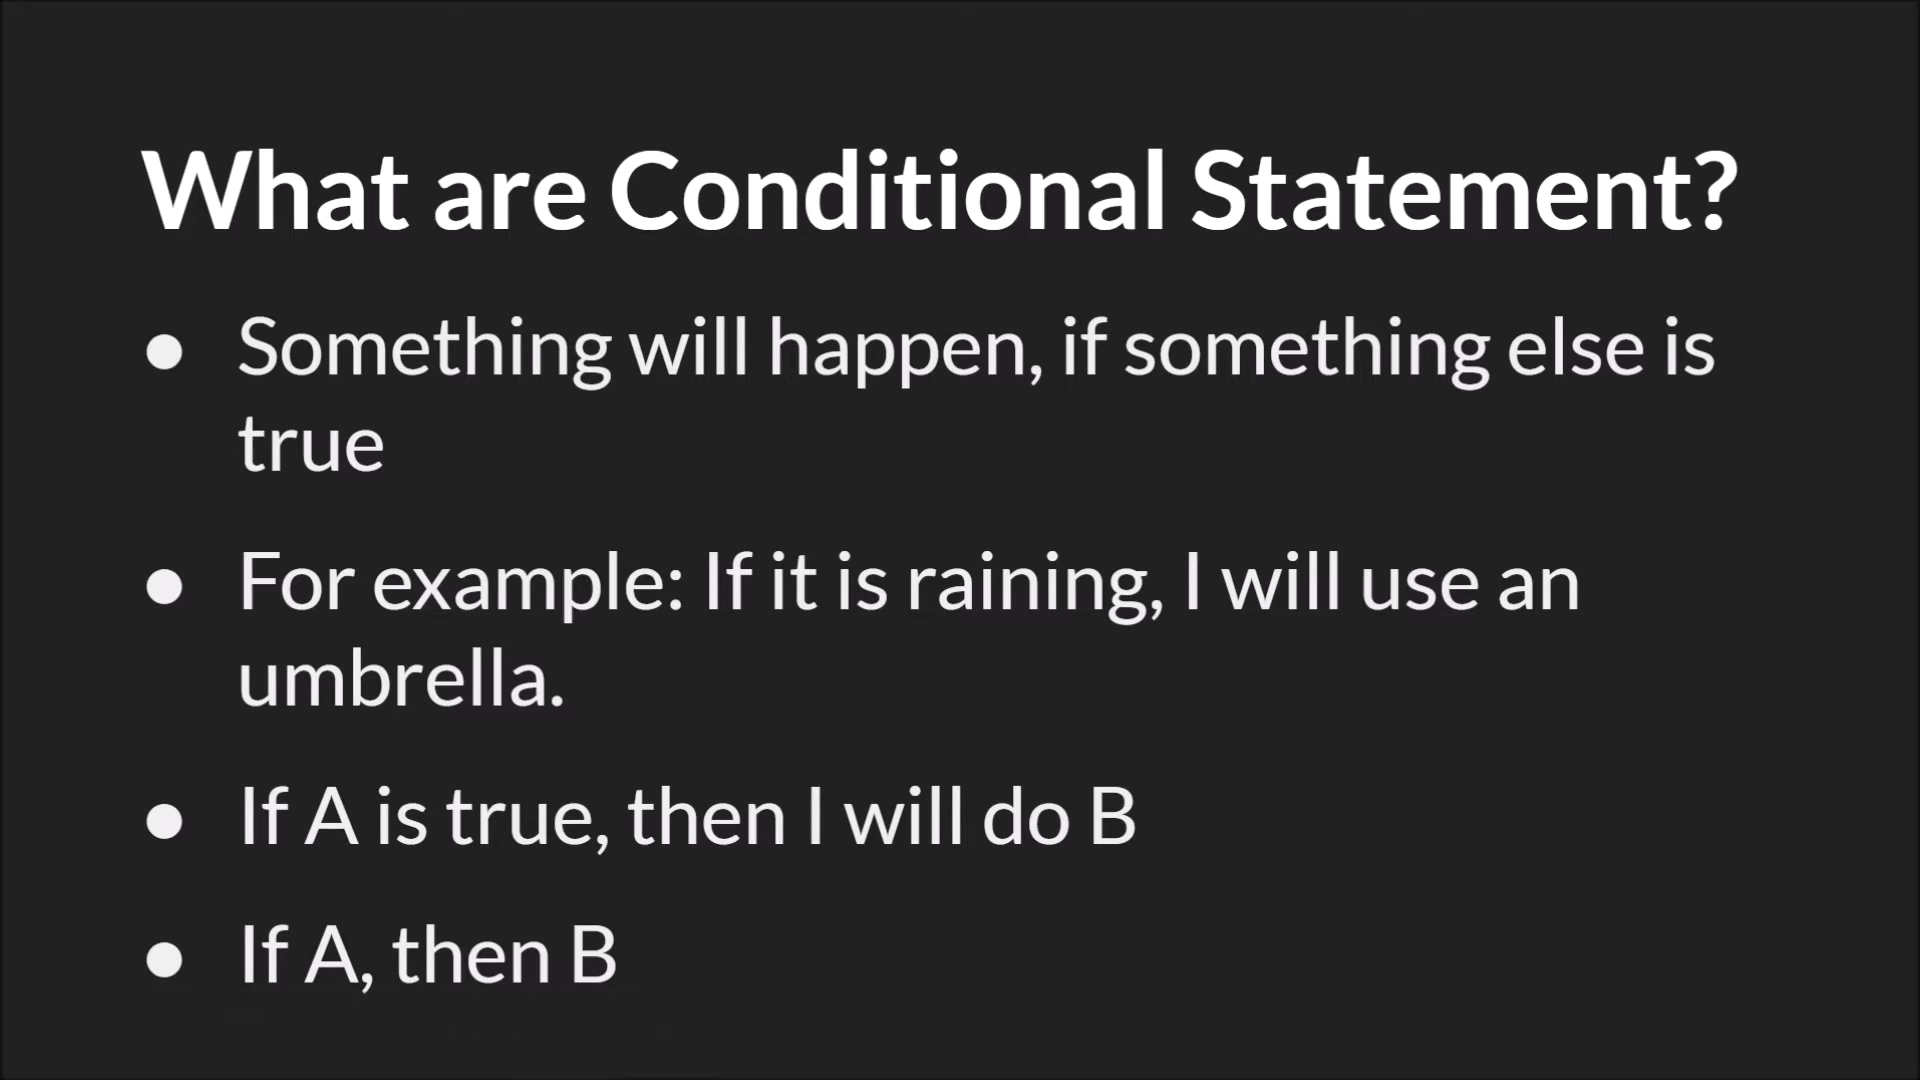 What are Conditional Statement?
● Something will happen, if something else is
true
● For example: If it is raining, I will use an
umbrella.
● If A is true, then I will do B
● If A, then B